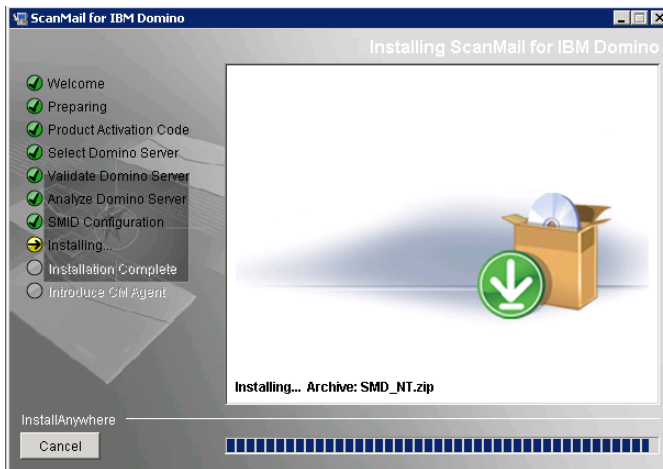 ScanMail for IBM Domino
Installing ScanMail for IBM Domino
Welcome
Preparing
Product Activation Code
Select Domino Server
Validate Domino Server
Analyze Domino Server
SMID Configuration
Installing...
Installation Complete
Introduce CM Agent
Installing... Archive: SMD_NT.zip
InstallAnywhere
Cancel